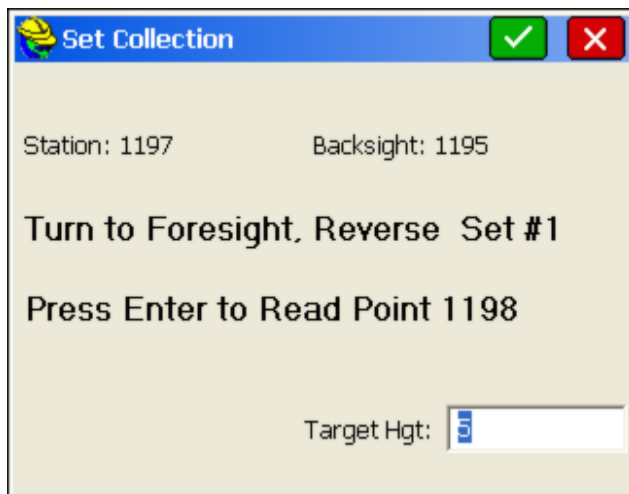 Set Collection
Station: 1197 Backsight: 1195
Turn to Foresight, Reverse Set #1
Press Enter to Read Point 1198
Target Hgt: 5